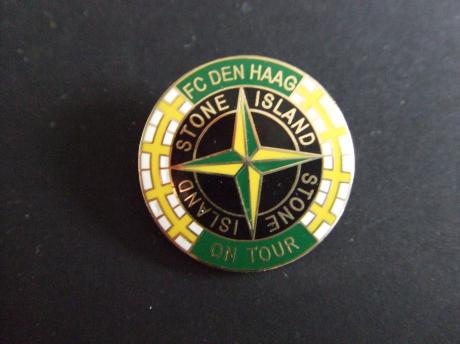 FC DEN HAAG
STONE ISLAND
STONE ISLAND
ON TOUR